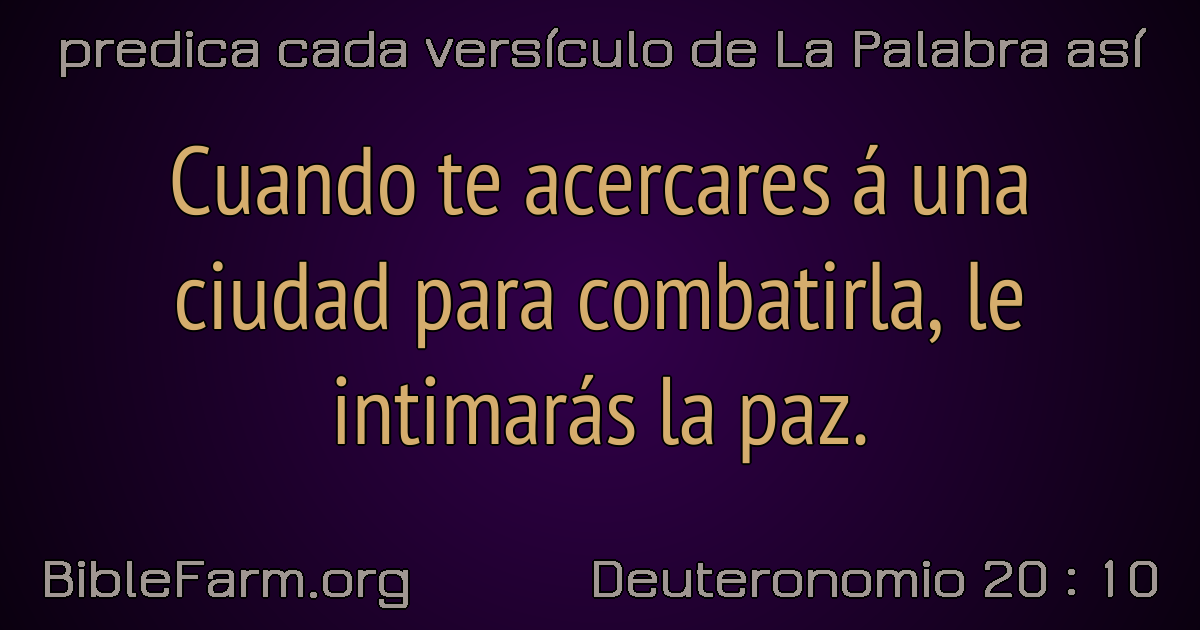 predica cada versículo de La Palabra así
Cuando te acercares á una
ciudad para combatirla, le
intimarás la paz.
BibleFarm.org
Deuteronomio 20 : 10